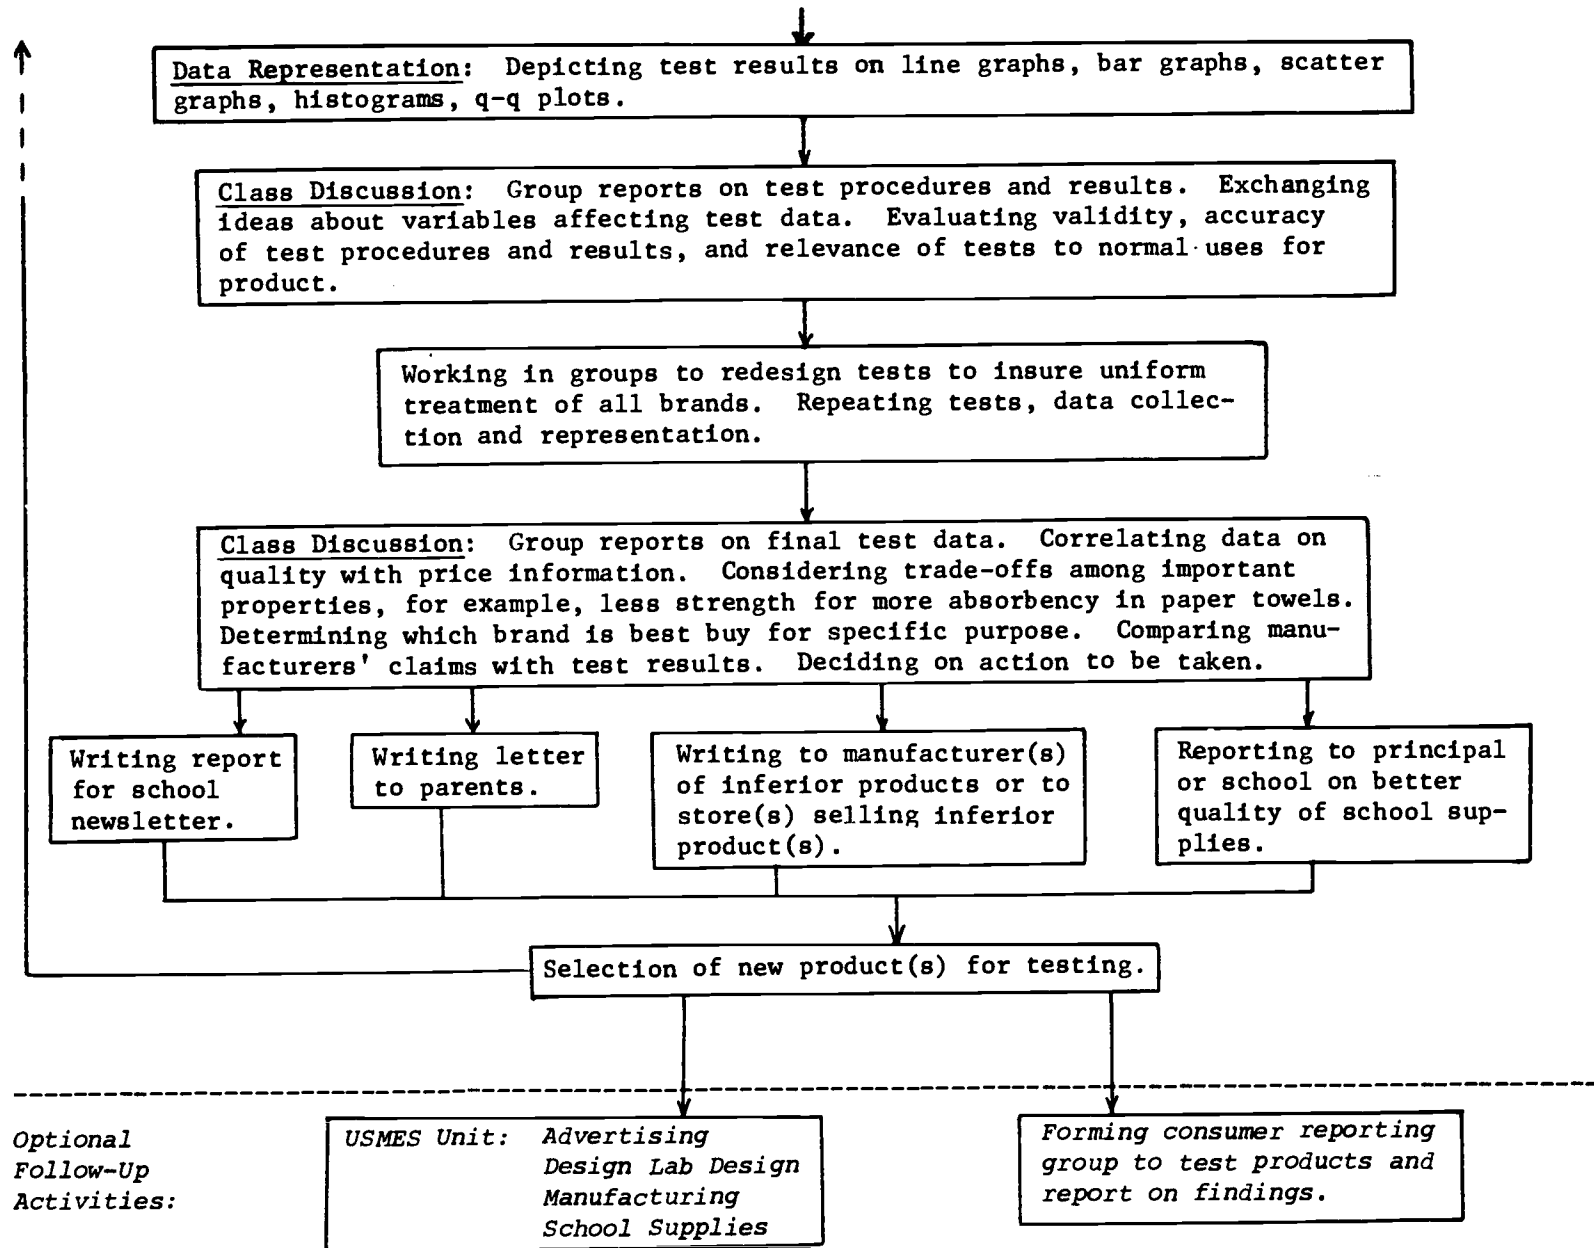 Data Representation: Depicting test results on line graphs, bar graphs, scatter
graphs, histograms, q-q plots.
Class Discussion: Group reports on test procedures and results. Exchanging
ideas about variables affecting test data. Evaluating validity, accuracy
of test procedures and results, and relevance of tests to normal uses for
product.
Working in groups to redesign tests to insure uniform
treatment of all brands. Repeating tests, data collec-
tion and representation.
Class Discussion: Group reports on final test data. Correlating data on
quality with price information. Considering trade-offs among important
properties, for example, less strength for more absorbency in paper towels.
Determining which brand is best buy for specific purpose. Comparing manu-
facturers' claims with test results. Deciding on action to be taken.
Writing report
for school
newsletter.
Writing letter
to parents.
Writing to manufacturer(s)
of inferior products or to
store(s) selling inferior
product(s).
Reporting to principal
or school on better
quality of school sup-
plies.
Selection of new product(s) for testing.
Optional
Follow-Up
Activities:
USMES Unit: Advertising
Design Lab Design
Manufacturing
School Supplies
Forming consumer reporting
group to test products and
report on findings.